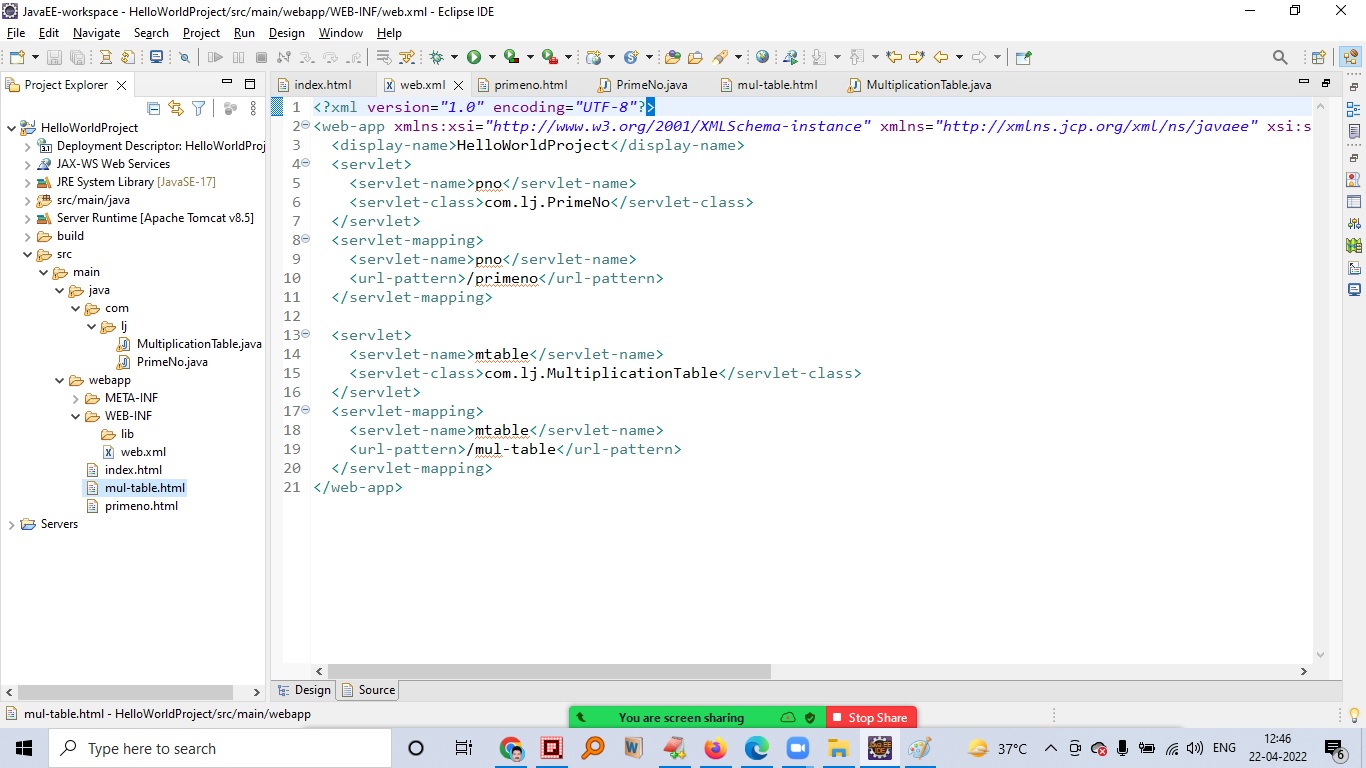 JavaEE-workspace - HelloWorldProject/src/main/webapp/WEB-INF/web.xml - Eclipse IDE
File Edit Navigate Search Project Run Design Window Help
Project Explorer
index.html web.xml primeno.html PrimeNo.java mul-table.html MultiplicationTable.java
HelloWorldProject
Deployment Descriptor: HelloWorldProj
JAX-WS Web Services
JRE System Library [JavaSE-17]
src/main/java
Server Runtime [Apache Tomcat v8.5]
build
src
main
java
com
lj
MultiplicationTable.java
PrimeNo.java
webapp
META-INF
WEB-INF
lib
web.xml
index.html
mul-table.html
primeno.html
Servers
1 <?xml version="1.0" encoding="UTF-8"?>
2 <web-app xmlns:xsi="http://www.w3.org/2001/XMLSchema-instance" xmlns="http://xmlns.jcp.org/xml/ns/javaee" xsi:s
3 <display-name>HelloWorldProject</display-name>
4 <servlet>
5 <servlet-name>pno</servlet-name>
6 <servlet-class>com.lj.PrimeNo</servlet-class>
7 </servlet>
8 <servlet-mapping>
9 <servlet-name>pno</servlet-name>
10 <url-pattern>/primeno</url-pattern>
11 </servlet-mapping>
12
13 <servlet>
14 <servlet-name>mtable</servlet-name>
15 <servlet-class>com.lj.MultiplicationTable</servlet-class>
16 </servlet>
17 <servlet-mapping>
18 <servlet-name>mtable</servlet-name>
19 <url-pattern>/mul-table</url-pattern>
20 </servlet-mapping>
21 </web-app>
Design Source
mul-table.html - HelloWorldProject/src/main/webapp
You are screen sharing Stop Share
Type here to search
37°C ENG
12:46
22-04-2022
6